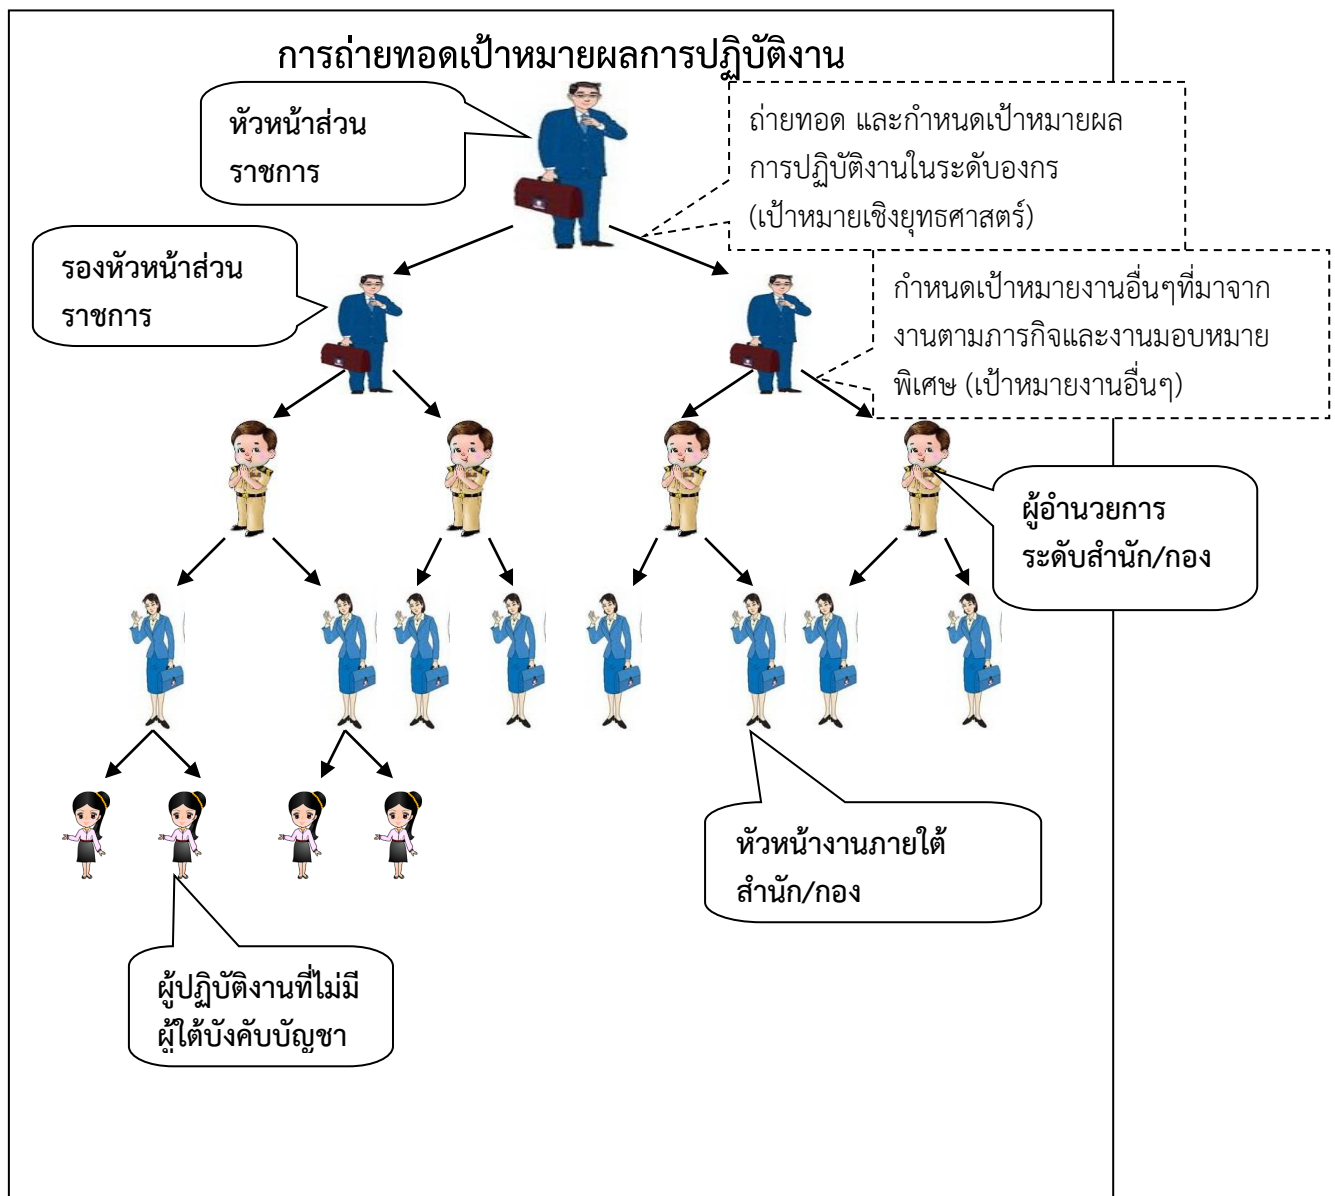 การถ่ายทอดเป้าหมายผลการปฏิบัติงาน
หัวหน้าส่วน
ราชการ
ถ่ายทอด และกำหนดเป้าหมายผล
การปฏิบัติงานในระดับองกร
(เป้าหมายเชิงยุทธศาสตร์)
รองหัวหน้าส่วน
ราชการ
กำหนดเป้าหมายงานอื่นๆที่มาจาก
งานตามภารกิจและงานมอบหมาย
พิเศษ (เป้าหมายงานอื่นๆ)
ผู้อำนวยการ
ระดับสำนัก/กอง
หัวหน้างานภายใต้
สำนัก/กอง
ผู้ปฏิบัติงานที่ไม่มี
ผู้ใต้บังคับบัญชา